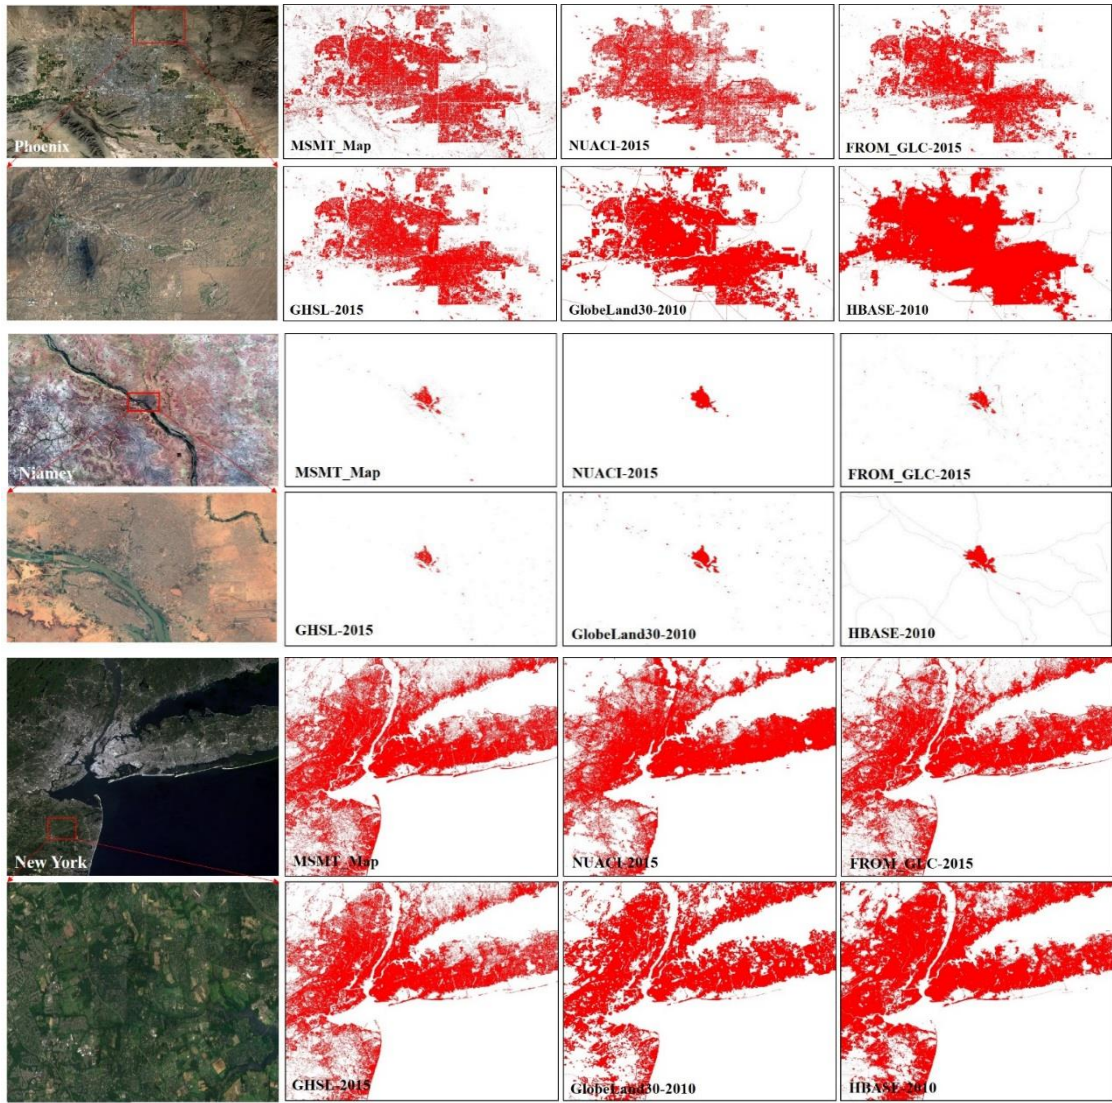 Phoenix
MSMT_Map
NUACI-2015
FROM_GLC-2015
GHSL-2015
GlobeLand30-2010
HBASE-2010
Niamey
MSMT_Map
NUACI-2015
FROM_GLC-2015
GHSL-2015
GlobeLand30-2010
HBASE-2010
New York
MSMT_Map
NUACI-2015
FROM_GLC-2015
GHSL-2015
GlobeLand30-2010
HBASE-2010